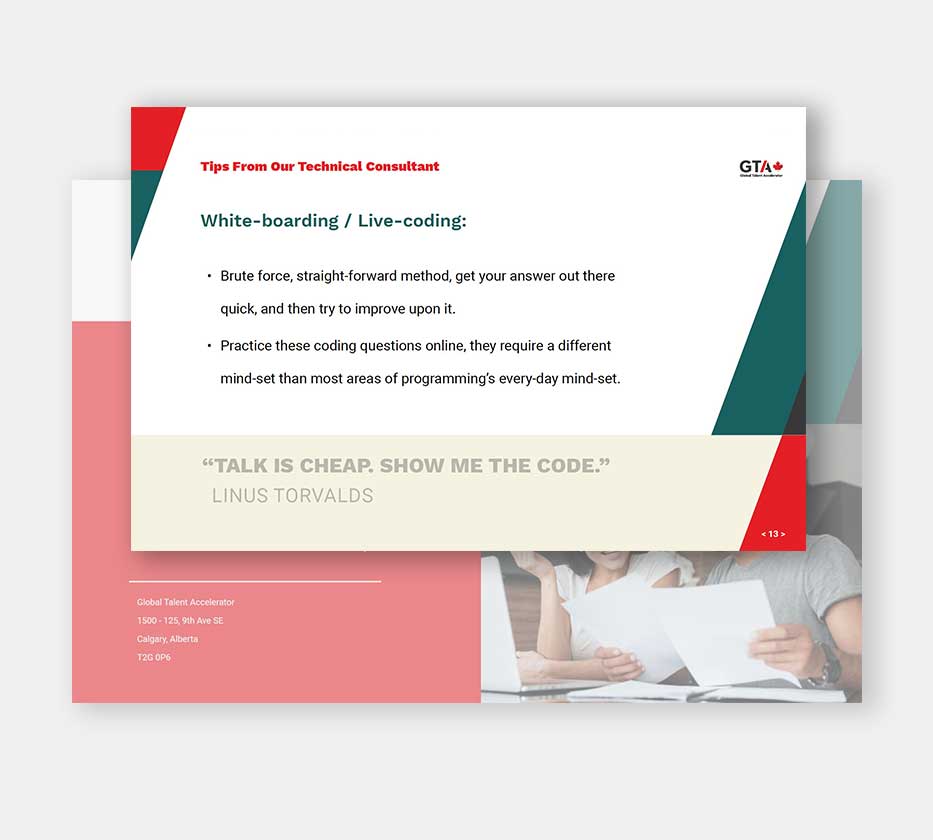 Tips From Our Technical Consultant
GTA
Global Talent Accelerator
White-boarding / Live-coding:
• Brute force, straight-forward method, get your answer out there
quick, and then try to improve upon it.
• Practice these coding questions online, they require a different
mind-set than most areas of programming’s every-day mind-set.
“TALK IS CHEAP. SHOW ME THE CODE.”
LINUS TORVALDS
< 13 >
Global Talent Accelerator
1500 - 125, 9th Ave SE
Calgary, Alberta
T2G 0P6